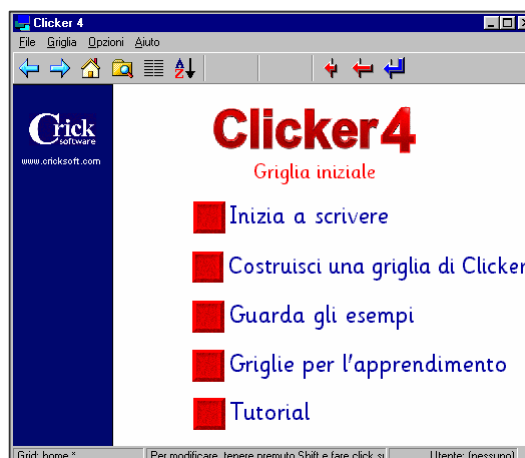 Clicker 4
File Griglia Opzioni Aiuto
A
Z
Crick
software
www.cricksoft.com
Clicker 4
Griglia iniziale
Inizia a scrivere
Costruisci una griglia di Clicker
Guarda gli esempi
Griglie per l'apprendimento
Tutorial
Grid: home * Per modificare, tenere premuto Shift e fare click Utente: (nessuno)